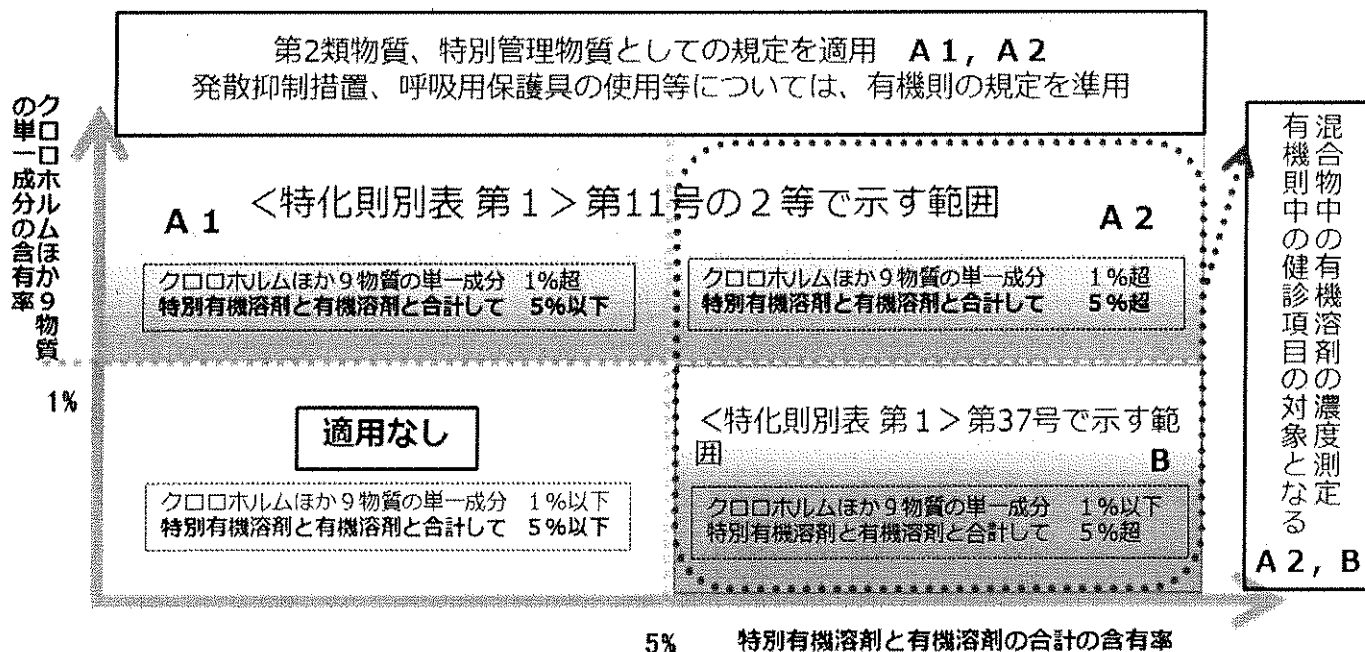 第2類物質、特別管理物質としての規定を適用 A1, A2
発散抑制措置、呼吸用保護具の使用等については、有機則の規定を準用
クロロホルムほか9物質
の単一成分の含有率
<特化則別表 第1>第11号の2等で示す範囲
A1
A2
クロロホルムほか9物質の単一成分 1%超
特別有機溶剤と有機溶剤と合計して 5%以下
クロロホルムほか9物質の単一成分 1%超
特別有機溶剤と有機溶剤と合計して 5%超
1%
適用なし
クロロホルムほか9物質の単一成分 1%以下
特別有機溶剤と有機溶剤と合計して 5%以下
<特化則別表 第1>第37号で示す範
囲
B
クロロホルムほか9物質の単一成分 1%以下
特別有機溶剤と有機溶剤と合計して 5%超
混合物中の有機溶剤の濃度測定
有機則中の健診項目の対象となる
A2, B
5% 特別有機溶剤と有機溶剤の合計の含有率